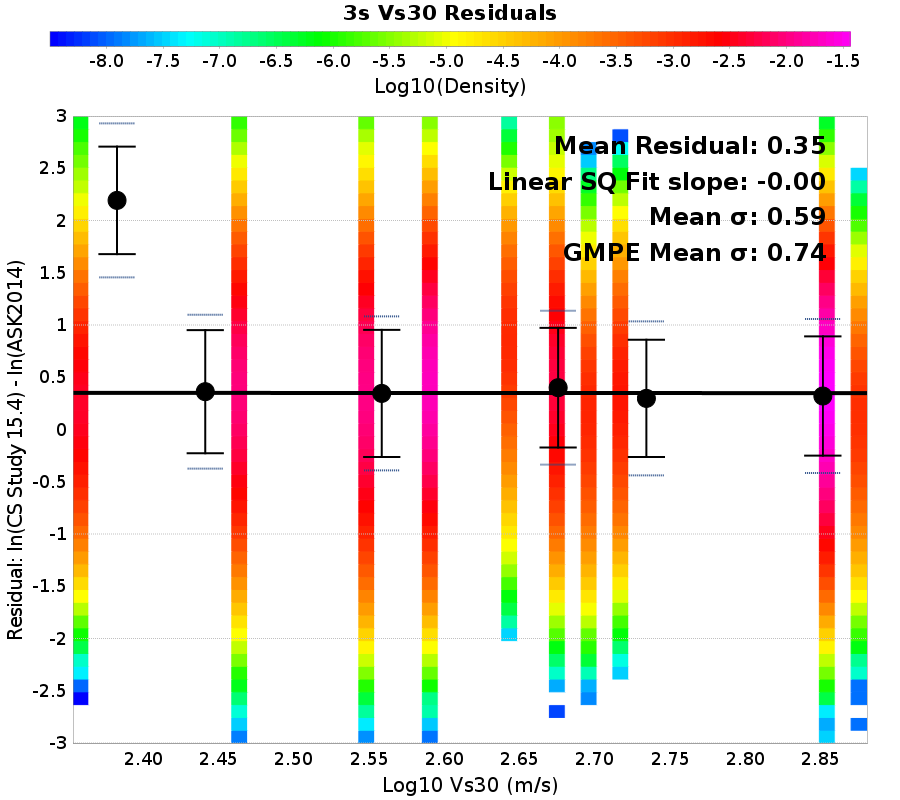 3s Vs30 Residuals
-8.0 -7.5 -7.0 -6.5 -6.0 -5.5 -5.0 -4.5 -4.0 -3.5 -3.0 -2.5 -2.0 -1.5
Log10(Density)
Mean Residual: 0.35
Linear SQ Fit slope: -0.00
Mean σ: 0.59
GMPE Mean σ: 0.74
Residual: ln(CS Study 15.4) - ln(ASK2014)
3
2.5
2
1.5
1
0.5
0
-0.5
-1
-1.5
-2
-2.5
-3
2.40 2.45 2.50 2.55 2.60 2.65 2.70 2.75 2.80 2.85
Log10 Vs30 (m/s)